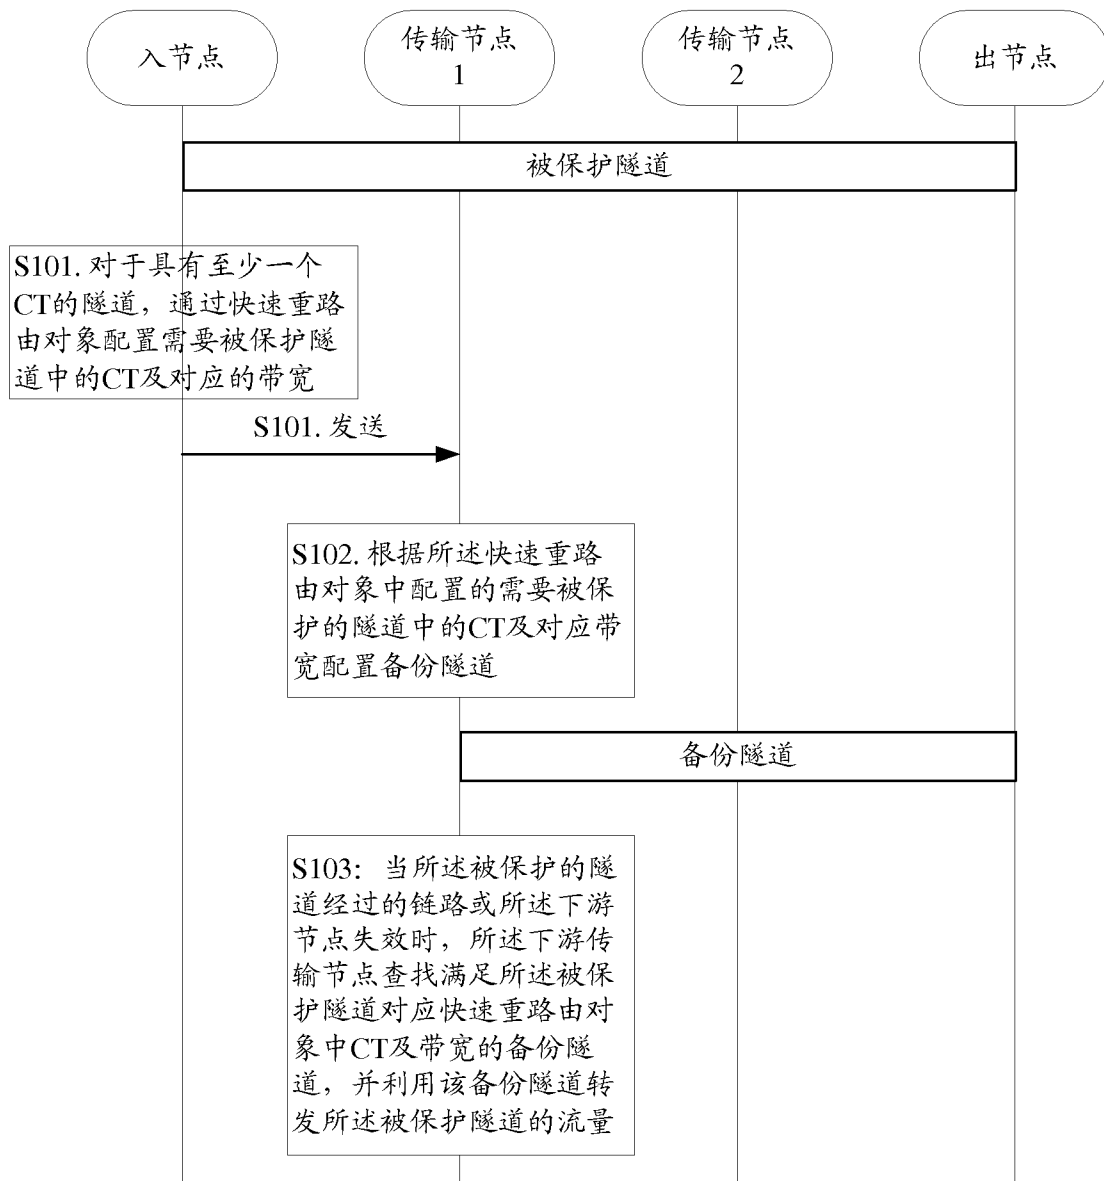 入节点
传输节点
1
传输节点
2
出节点
被保护隧道
S101. 对于具有至少一个
CT的隧道，通过快速重路
由对象配置需要被保护隧
道中的CT及对应的带宽
S101. 发送
S102. 根据所述快速重路
由对象中配置的需要被保
护的隧道中的CT及对应带
宽配置备份隧道
备份隧道
S103：当所述被保护的隧
道经过的链路或所述下游
节点失效时，所述下游传
输节点查找满足所述被保
护隧道对应快速重路由对
象中CT及带宽的备份隧
道，并利用该备份隧道转
发所述被保护隧道的流量